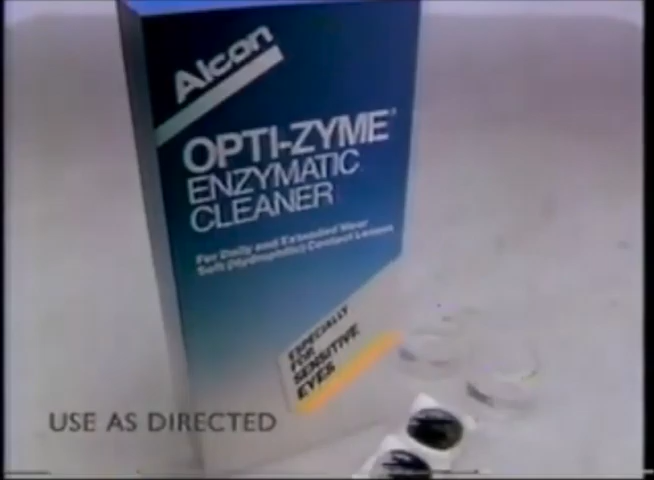 Alcon
OPTI-ZYME®
ENZYMATIC
CLEANER
For Daily and Extended Wear
Soft (Hydrophilic) Contact Lenses
ESPECIALLY
FOR
SENSITIVE
EYES
USE AS DIRECTED